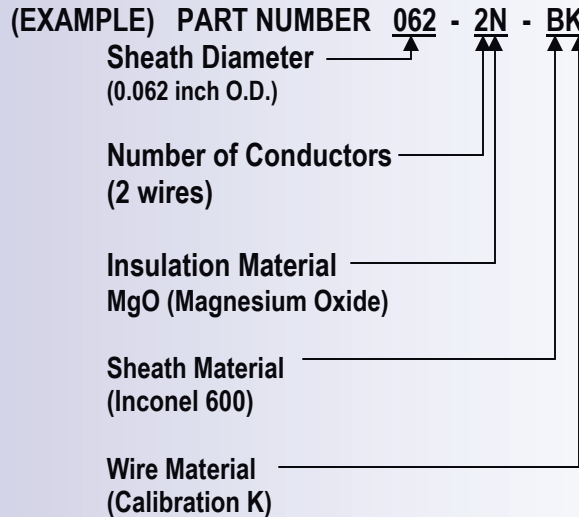 (EXAMPLE) PART NUMBER 062 - 2N - BK
Sheath Diameter
(0.062 inch O.D.)
Number of Conductors
(2 wires)
Insulation Material
MgO (Magnesium Oxide)
Sheath Material
(Inconel 600)
Wire Material
(Calibration K)